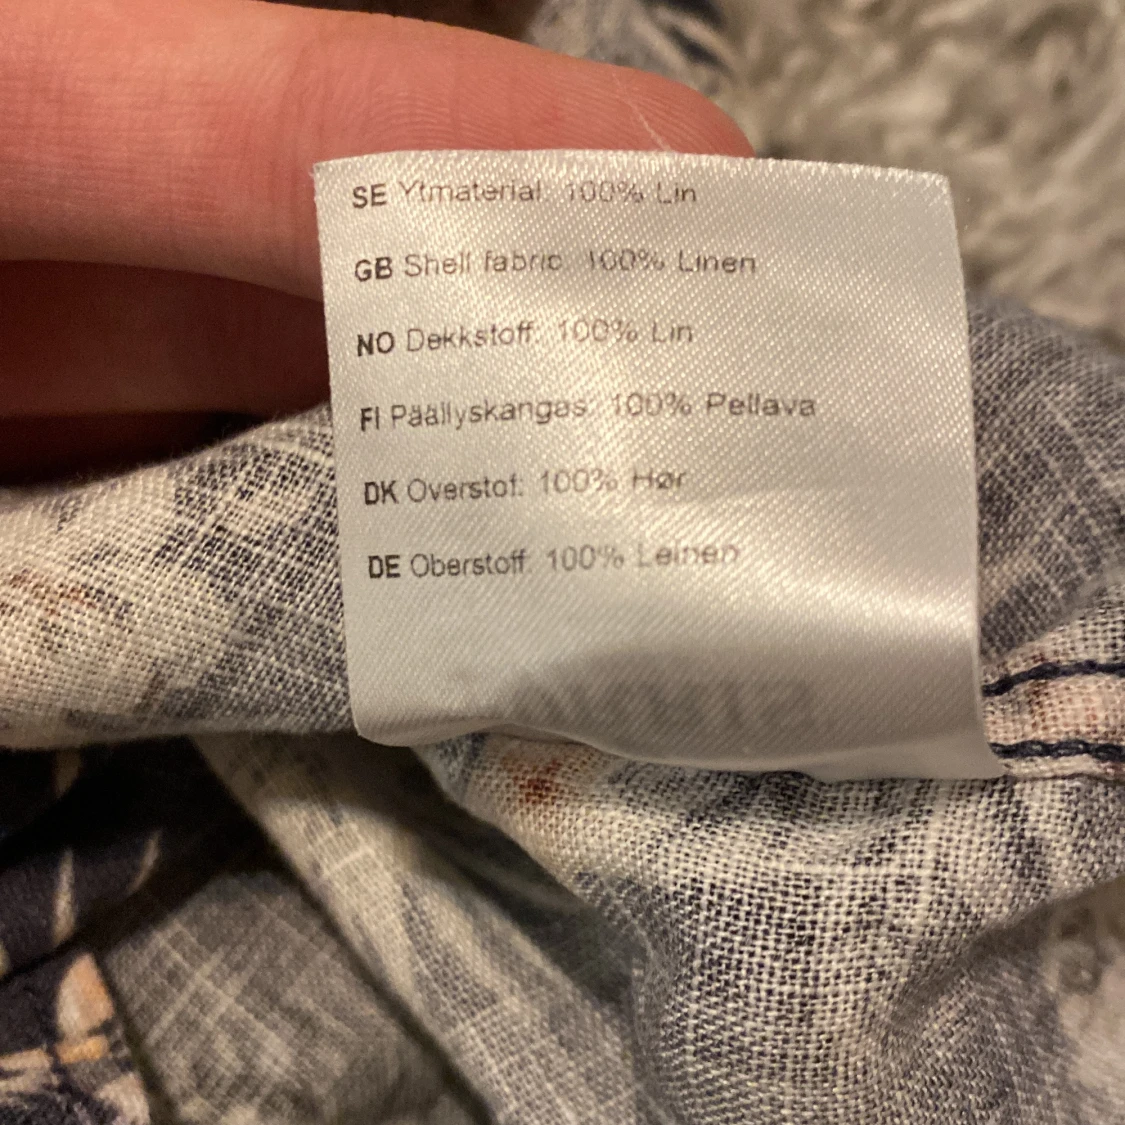 SE Ytmaterial: 100% Lin
GB Shell fabric: 100% Linen
NO Dekkstoff: 100% Lin
FI Päällyskangas: 100% Pellava
DK Overstof: 100% Hør
DE Oberstoff: 100% Leinen